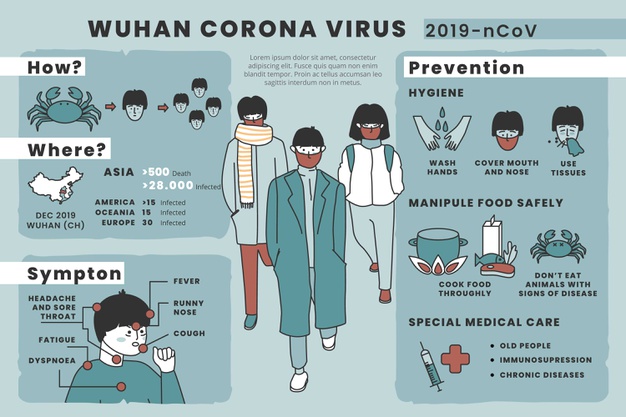 WUHAN CORONA VIRUS 2019-nCoV
Lorem ipsum dolor sit amet, consectetur
adipiscing elit. Fusce quis quam diam.
Proin ac tellus accumsan leo
sagittis interdum non in metus.
How?
Where?
ASIA >500 Death
>28.000 Infected
AMERICA >15 Infected
OCEANIA 15 Infected
EUROPE 30 Infected
DEC 2019
WUHAN (CH)
Sympton
HEADACHE
AND SORE
THROAT
FATIGUE
DYSPNOEA
FEVER
RUNNY
NOSE
COUGH
Prevention
HYGIENE
WASH
HANDS
COVER MOUTH
AND NOSE
USE
TISSUES
MANIPULE FOOD SAFELY
COOK FOOD
THROUGHLY
DON'T EAT
ANIMALS WITH
SIGNS OF DISEASE
SPECIAL MEDICAL CARE
• OLD PEOPLE
• IMMUNOSUPRESSION
• CHRONIC DISEASES